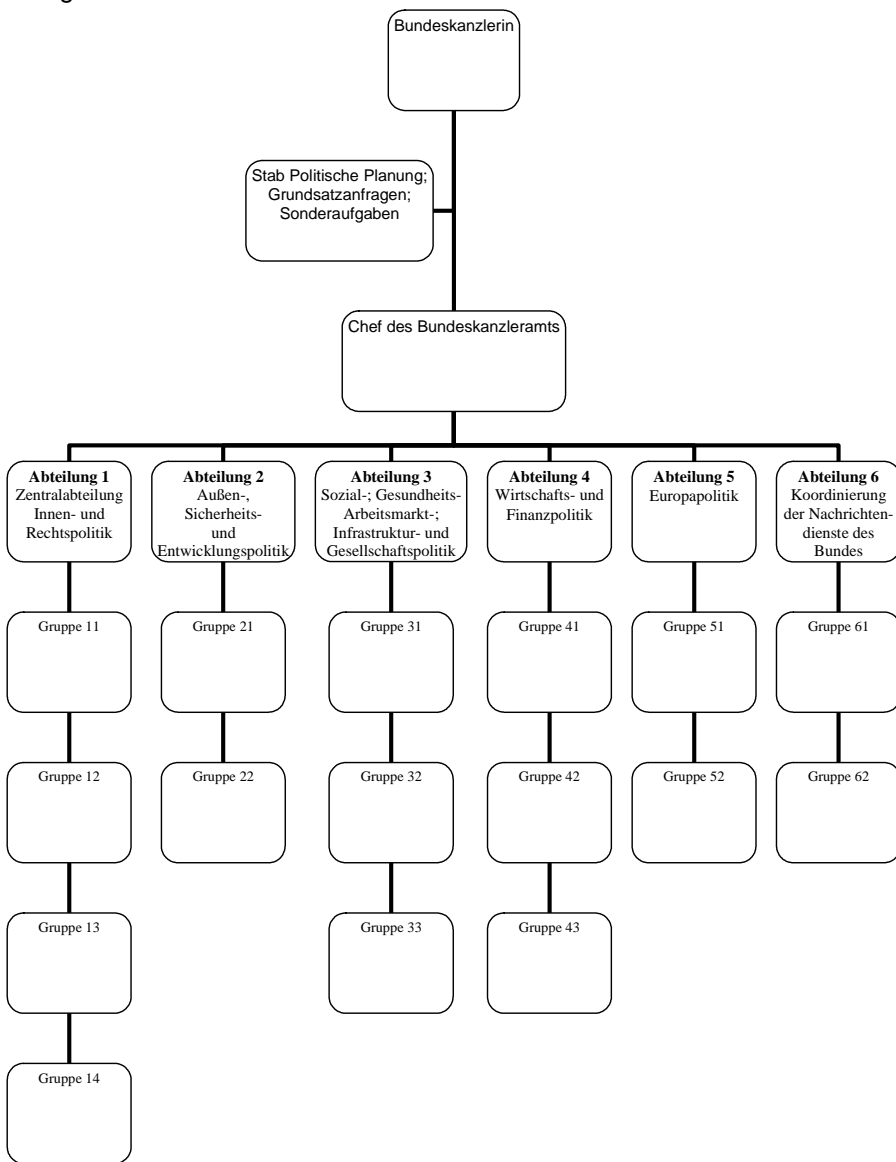 Bundeskanzlerin
Stab Politische Planung;
Grundsatzanfragen;
Sonderaufgaben
Chef des Bundeskanzleramts
Abteilung 1
Zentralabteilung
Innen- und
Rechtspolitik
Abteilung 2
Außen-,
Sicherheits-
und
Entwicklungspolitik
Abteilung 3
Sozial-; Gesundheits-
Arbeitsmarkt-;
Infrastruktur- und
Gesellschaftspolitik
Abteilung 4
Wirtschafts- und
Finanzpolitik
Abteilung 5
Europapolitik
Abteilung 6
Koordinierung
der Nachrichten-
dienste des
Bundes
Gruppe 11
Gruppe 21
Gruppe 31
Gruppe 41
Gruppe 51
Gruppe 61
Gruppe 12
Gruppe 22
Gruppe 32
Gruppe 42
Gruppe 52
Gruppe 62
Gruppe 13
Gruppe 33
Gruppe 43
Gruppe 14